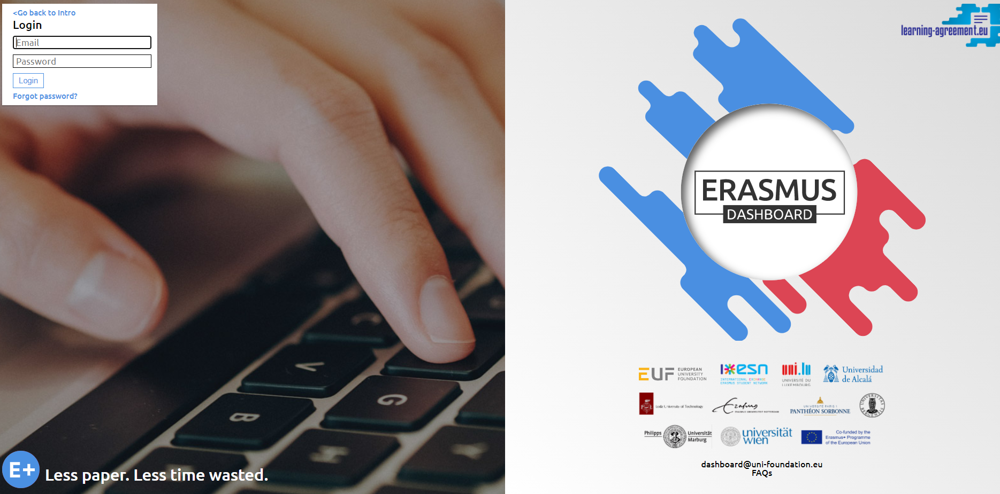 <Go back to Intro
Login
Email
Password
Login
Forgot password?
C
V
G
B
E+
Less paper. Less time wasted.
learning-agreement.eu
ERASMUS
DASHBOARD
EUF EUROPEAN
UNIVERSITY
FOUNDATION
esn
INTERNATIONAL EXCHANGE
ERASMUS STUDENT NETWORK
uni.lu
UNIVERSITÉ DU
LUXEMBOURG
Universidad
de Alcalá
Lodz University of Technology
Erasmus
ERASMUS UNIVERSITEIT ROTTERDAM
UNIVERSITÉ PARIS 1
PANTHÉON SORBONNE
UNIVERSITAS BERGENSIS
Philipps Universität
Marburg
universität
wien
Co-funded by the
Erasmus+ Programme
of the European Union
dashboard@uni-foundation.eu
FAQs